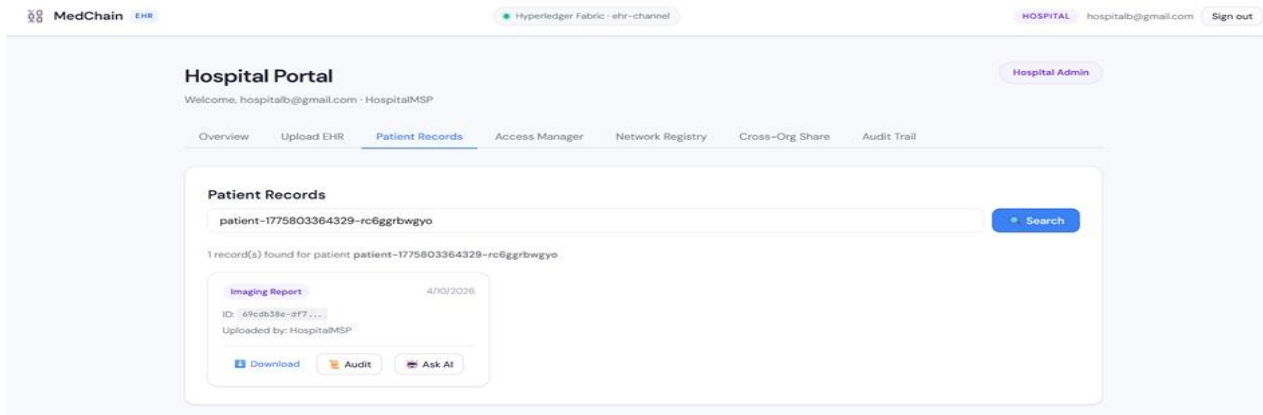 MedChain EHR Hyperledger Fabric · ehr-channel HOSPITAL hospitalb@gmail.com Sign out
Hospital Portal Hospital Admin
Welcome, hospitalb@gmail.com · HospitalMSP
Overview Upload EHR Patient Records Access Manager Network Registry Cross-Org Share Audit Trail
Patient Records
patient-1775803364329-rc6ggrbwgyo Search
1 record(s) found for patient patient-1775803364329-rc6ggrbwgyo
Imaging Report 4/10/2026
ID: 69cdb38e-df7...
Uploaded by: HospitalMSP
Download Audit Ask AI